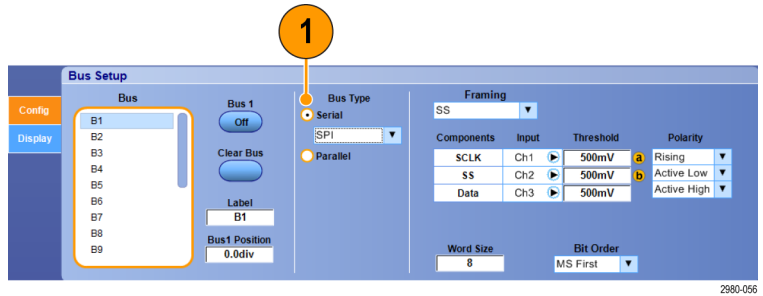 1
Bus Setup
Config
Display
Bus
B1
B2
B3
B4
B5
B6
B7
B8
B9
Bus 1
Off
Clear Bus
Label
B1
Bus1 Position
0.0div
Bus Type
Serial
SPI
Parallel
Framing
SS
Components Input Threshold Polarity
SCLK Ch1 500mV a Rising
SS Ch2 500mV b Active Low
Data Ch3 500mV Active High
Word Size Bit Order
8 MS First
2980-056